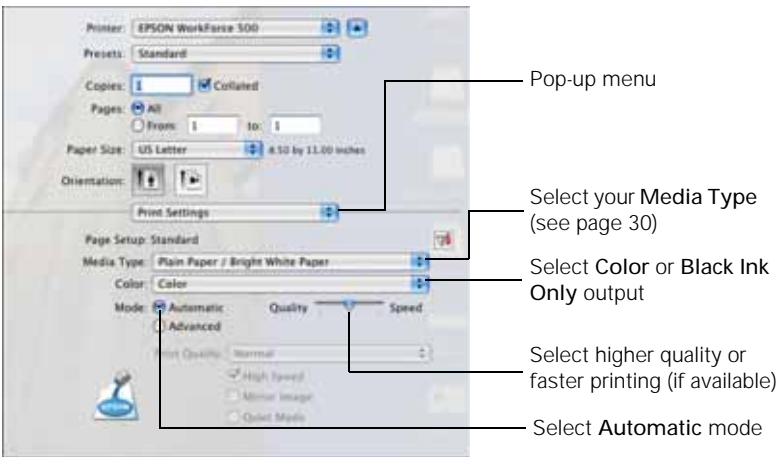 Printer: EPSON WorkForce 500
Presets: Standard
Copies: 1 Collated
Pages: All
From: 1 to: 1
Paper Size: US Letter 8.50 by 11.00 inches
Orientation:
Print Settings
Page Setup: Standard
Media Type: Plain Paper / Bright White Paper
Color: Color
Mode: Automatic Quality Speed
Advanced
Print Quality: Normal
High Speed
Mirror Image
Quiet Mode
EPSON
Pop-up menu
Select your Media Type
(see page 30)
Select Color or Black Ink
Only output
Select higher quality or
faster printing (if available)
Select Automatic mode